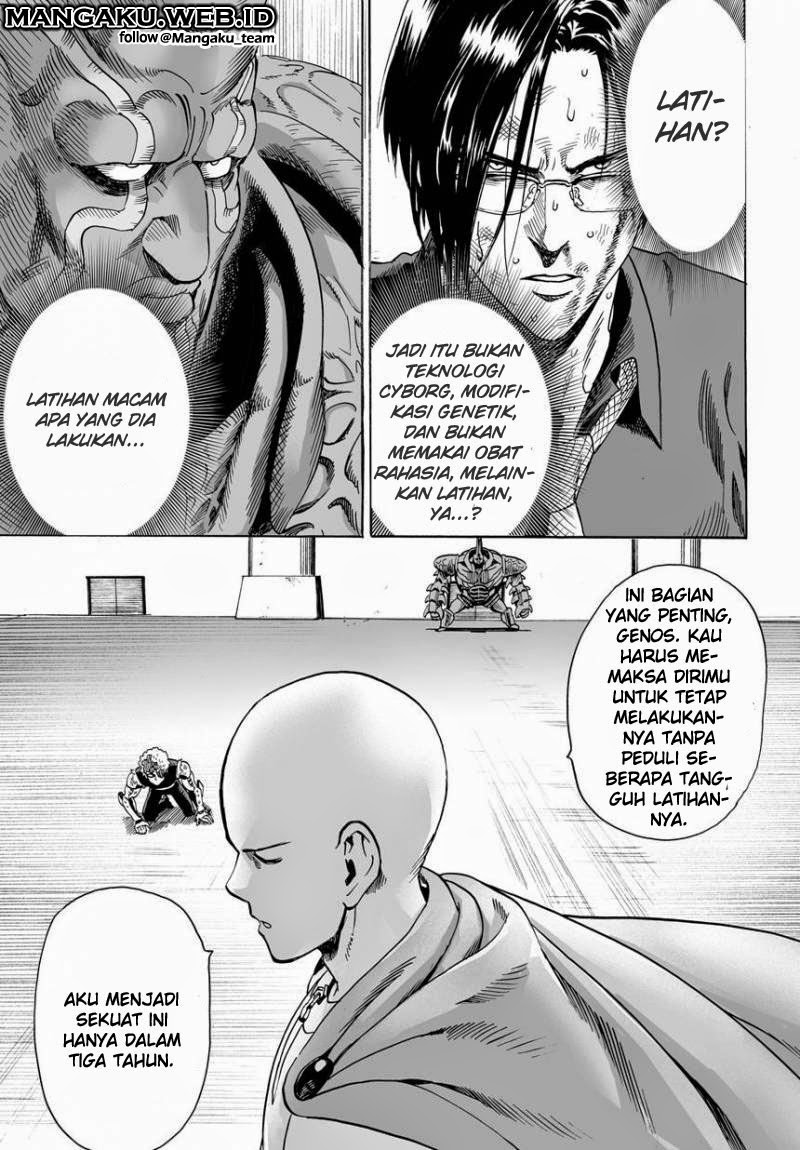 MANGAKU.WEB.ID
follow @Mangaku_team
LATI-
HAN?
JADI ITU BUKAN
TEKNOLOGI
CYBORG, MODIFI-
KASI GENETIK,
DAN BUKAN
MEMAKAI OBAT
RAHASIA, MELAIN-
KAN LATIHAN,
YA...?
LATIHAN MACAM
APA YANG DIA
LAKUKAN...
INI BAGIAN
YANG PENTING,
GENOS. KAU
HARUS ME-
MAKSA DIRIMU
UNTUK TETAP
MELAKUKAN-
NYA TANPA
PEDULI SE-
BERAPA TANG-
GUH LATIHAN-
NYA.
AKU MENJADI
SEKUAT INI
HANYA DALAM
TIGA TAHUN.